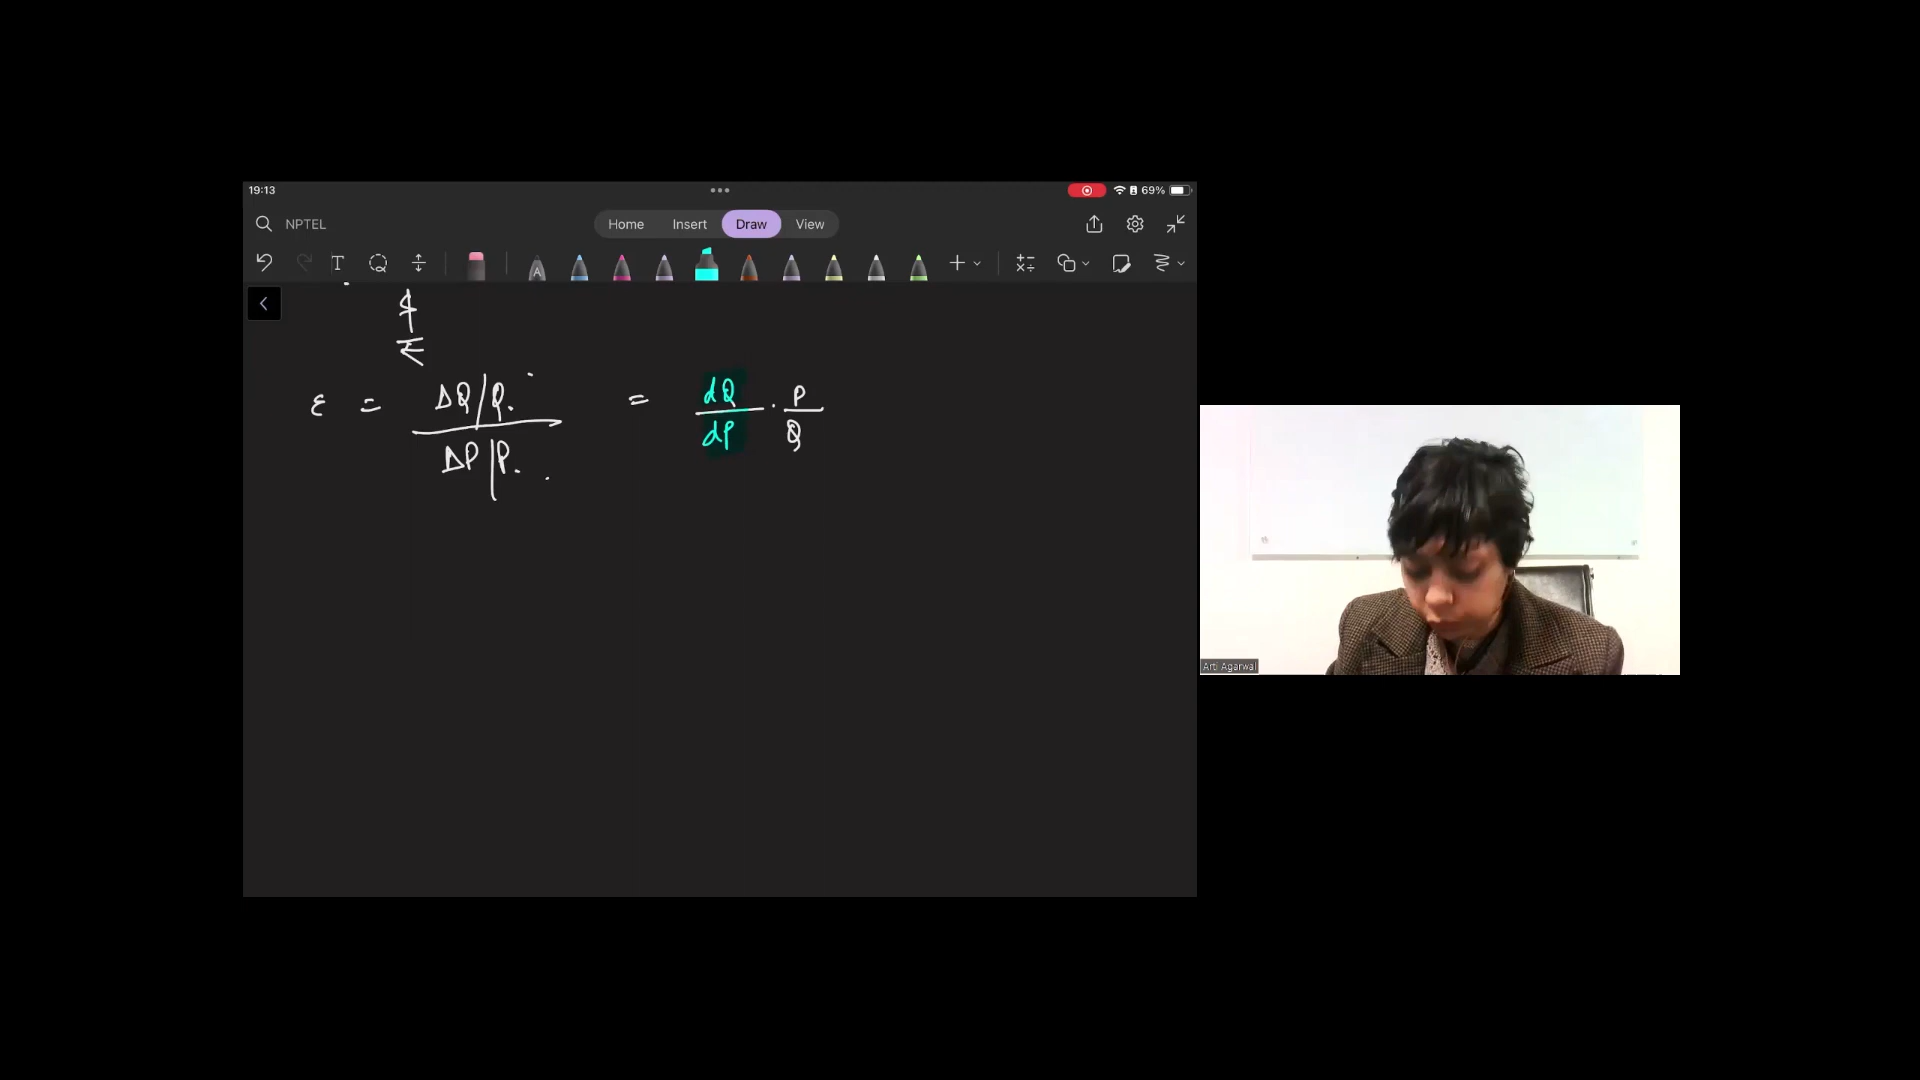 19:13
69%
NPTEL
Home Insert Draw View
A
$
₹
ε = ΔQ/Q / ΔP/P = dQ/dP · P/Q
Arti Agarwal